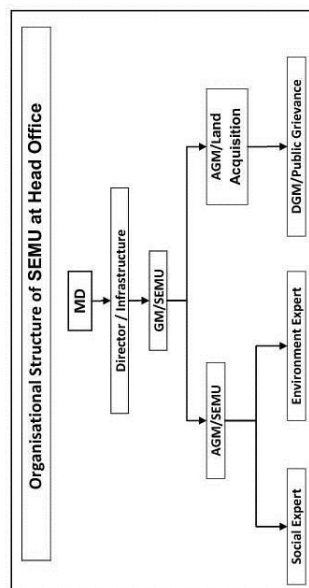 Organisational Structure of SEMU at Head Office
MD
Director / Infrastructure
GM/SEMU
AGM/SEMU
AGM/Land
Acquisition
Social Expert
Environment Expert
DGM/Public Grievance